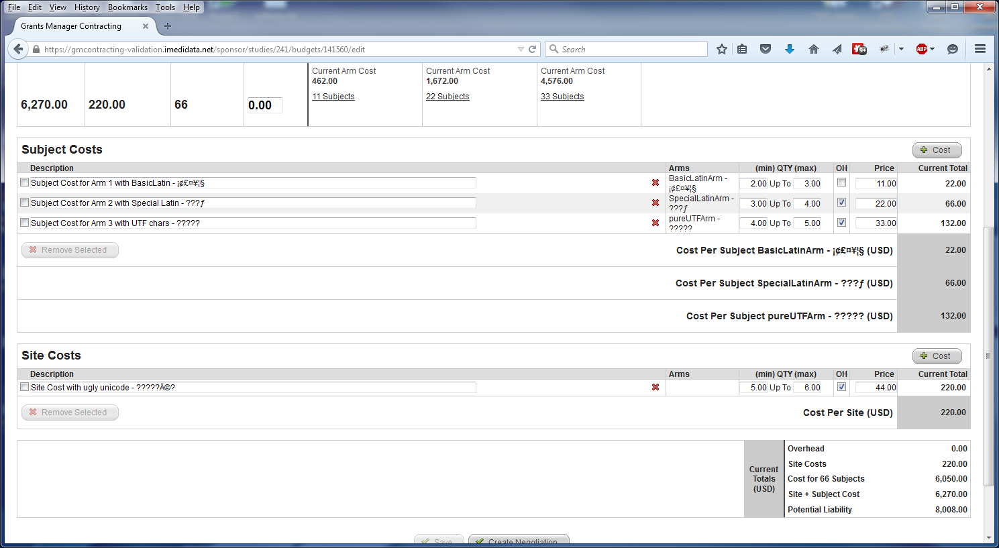 File Edit View History Bookmarks Tools Help
Grants Manager Contracting
https://gmcontracting-validation.imedidata.net/sponsor/studies/241/budgets/141560/edit
Search
9+
ABP
Current Arm Cost Current Arm Cost Current Arm Cost
462.00 1,672.00 4,576.00
11 Subjects 22 Subjects 33 Subjects
6,270.00 220.00 66 0.00
Subject Costs
Cost
Description Arms (min) QTY (max) OH Price Current Total
Subject Cost for Arm 1 with BasicLatin - ¡¢£¤¥¦§ BasicLatinArm - ¡¢£¤¥¦§ 2.00 Up To 3.00 11.00 22.00
Subject Cost for Arm 2 with Special Latin - ???ƒ SpecialLatinArm - ???ƒ 3.00 Up To 4.00 22.00 66.00
Subject Cost for Arm 3 with UTF chars - ????? pureUTFArm - ????? 4.00 Up To 5.00 33.00 132.00
Remove Selected
Cost Per Subject BasicLatinArm - ¡¢£¤¥¦§ (USD) 22.00
Cost Per Subject SpecialLatinArm - ???ƒ (USD) 66.00
Cost Per Subject pureUTFArm - ????? (USD) 132.00
Site Costs
Cost
Description Arms (min) QTY (max) OH Price Current Total
Site Cost with ugly unicode - ?????Â©? 5.00 Up To 6.00 44.00 220.00
Remove Selected
Cost Per Site (USD) 220.00
Current Totals (USD)
Overhead 0.00
Site Costs 220.00
Cost for 66 Subjects 6,050.00
Site + Subject Cost 6,270.00
Potential Liability 8,008.00
Save Create Negotiation